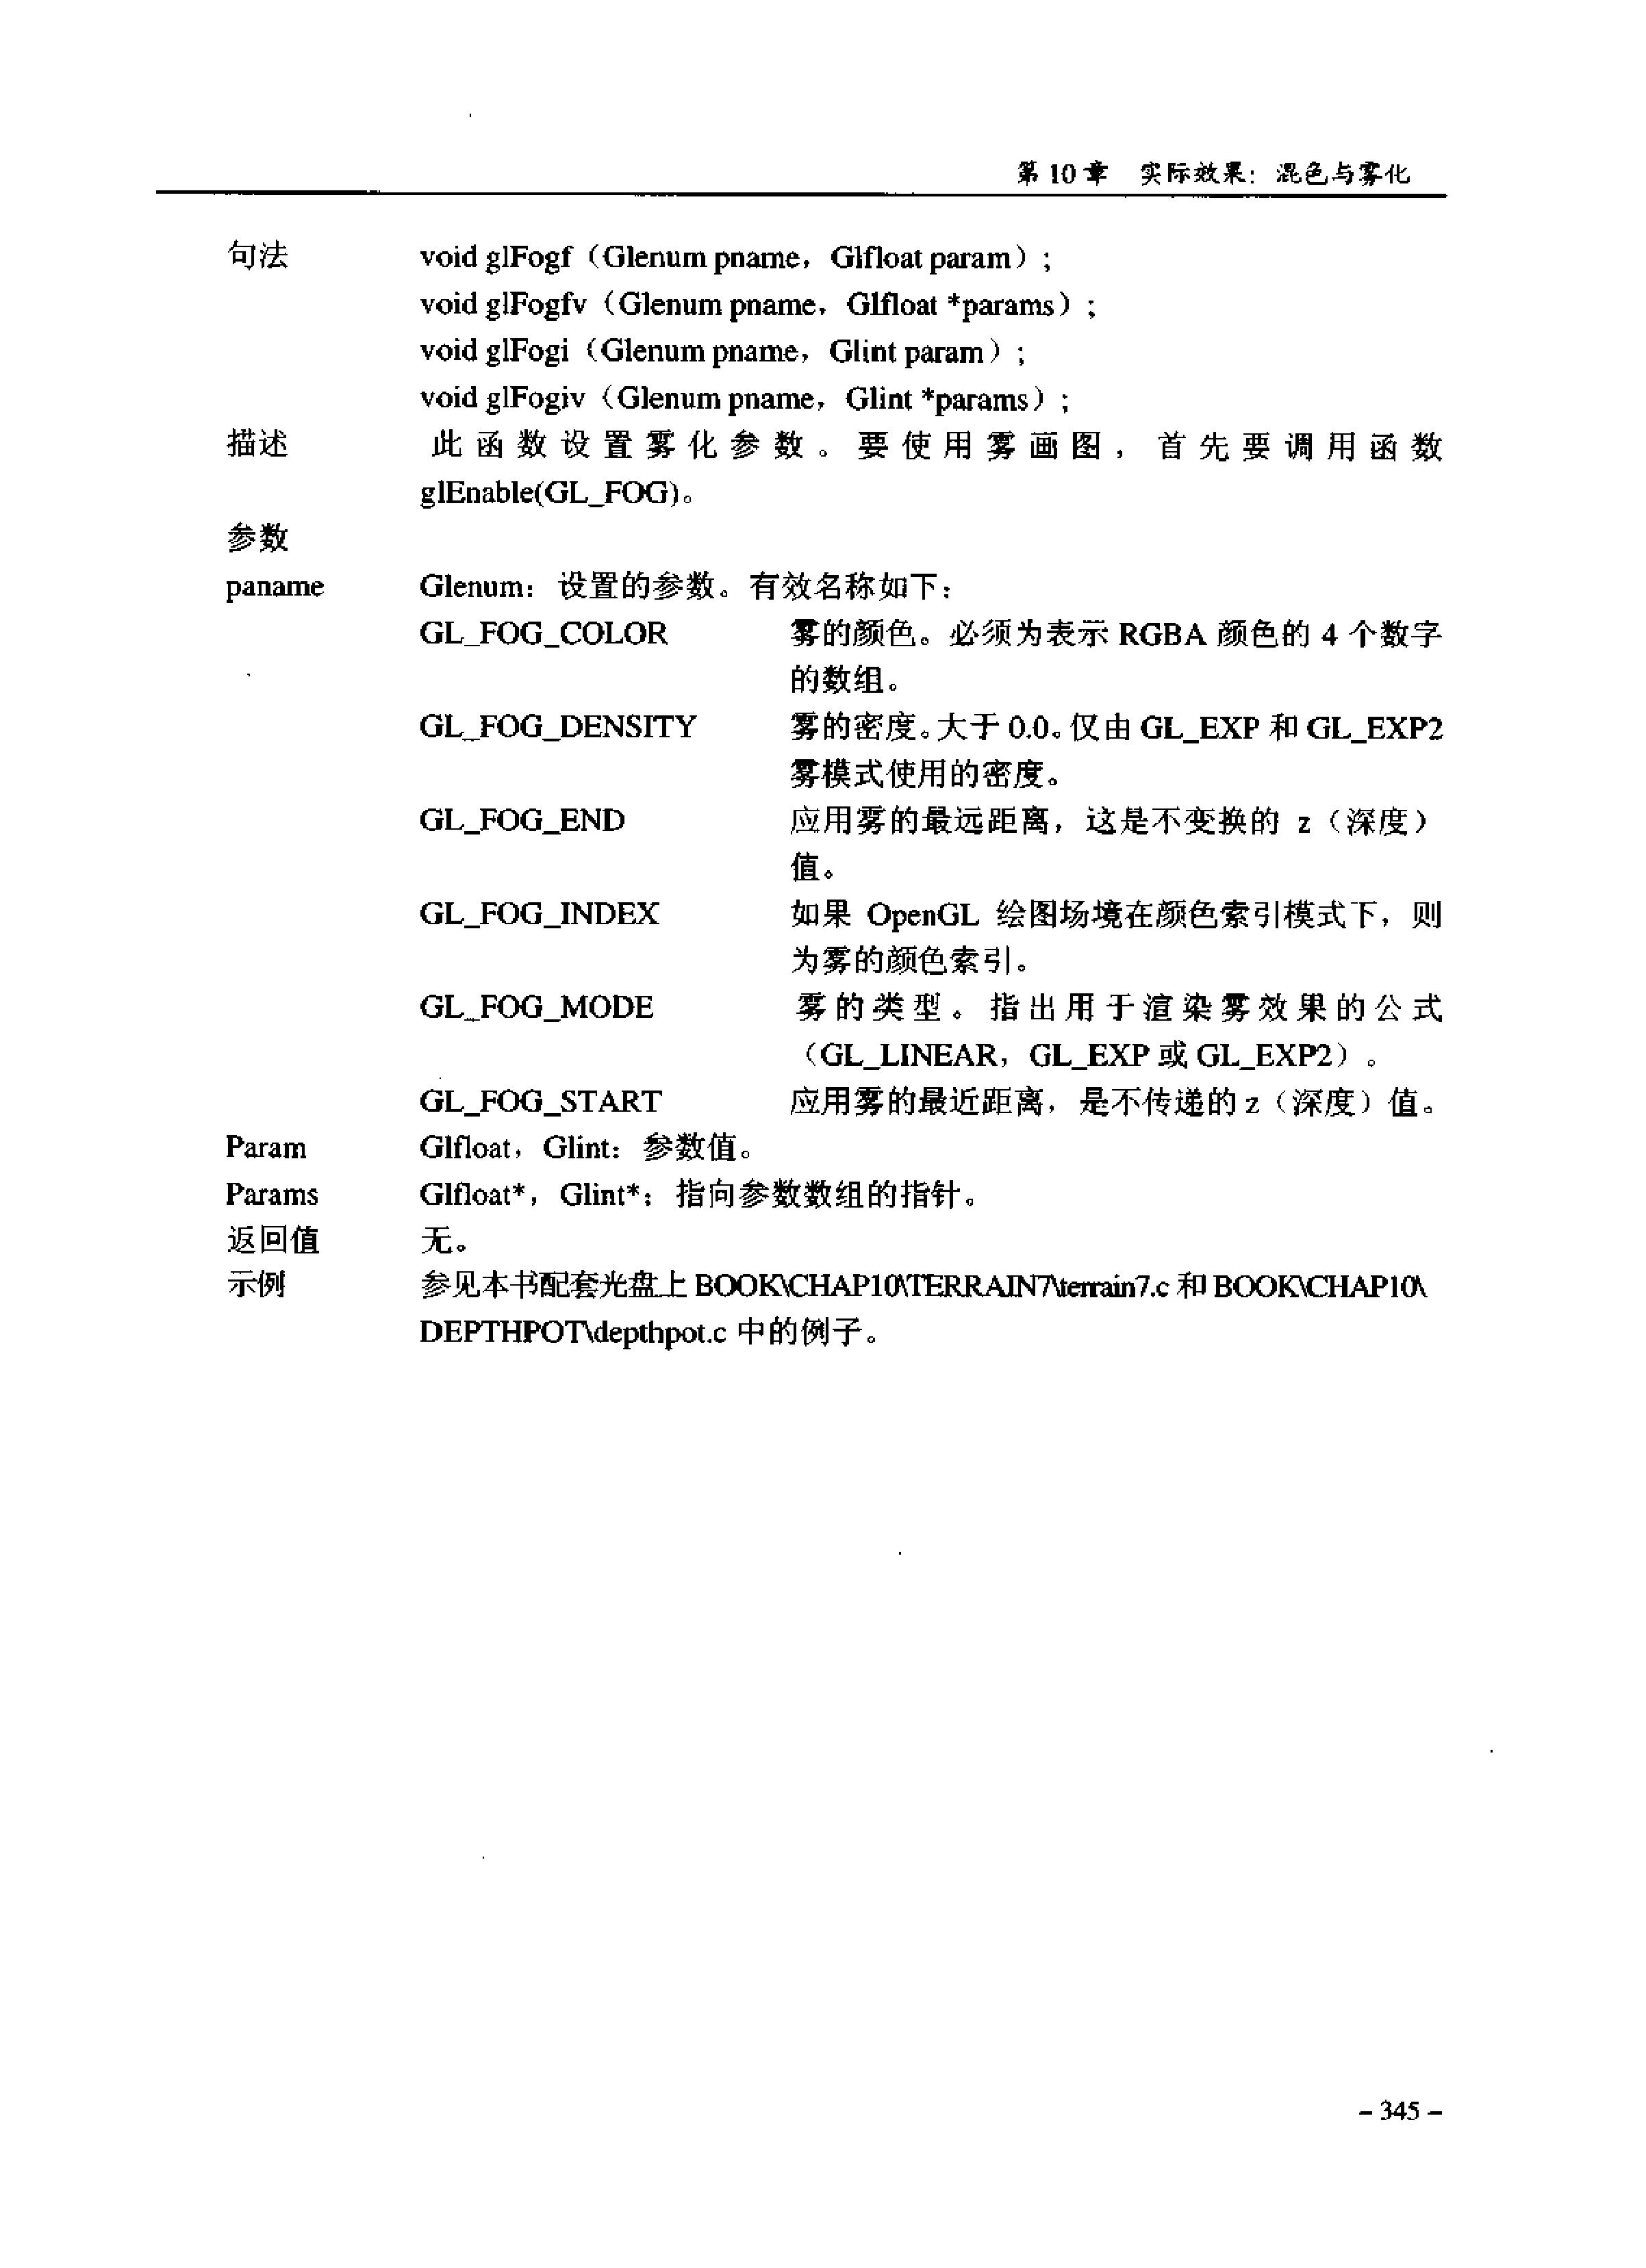 第 10 章 实际效果：混色与雾化
句法 void glFogf（Glenum pname，Glfloat param）;
void glFogfv（Glenum pname，Glfloat *params）;
void glFogi（Glenum pname，Glint param）;
void glFogiv（Glenum pname，Glint *params）;
描述 此函数设置雾化参数。要使用雾画图，首先要调用函数
glEnable(GL_FOG)。
参数
paname Glenum：设置的参数。有效名称如下：
GL_FOG_COLOR 雾的颜色。必须为表示 RGBA 颜色的 4 个数字
的数组。
GL_FOG_DENSITY 雾的密度。大于 0.0。仅由 GL_EXP 和 GL_EXP2
雾模式使用的密度。
GL_FOG_END 应用雾的最远距离，这是不变换的 z（深度）
值。
GL_FOG_INDEX 如果 OpenGL 绘图场境在颜色索引模式下，则
为雾的颜色索引。
GL_FOG_MODE 雾的类型。指出用于渲染雾效果的公式
（GL_LINEAR，GL_EXP 或 GL_EXP2）。
GL_FOG_START 应用雾的最近距离，是不传递的 z（深度）值。
Param Glfloat，Glint：参数值。
Params Glfloat*，Glint*：指向参数数组的指针。
返回值 无。
示例 参见本书配套光盘上 BOOK\CHAP10\TERRAIN7\terrain7.c 和 BOOK\CHAP10\
DEPTHPOT\depthpot.c 中的例子。
- 345 -